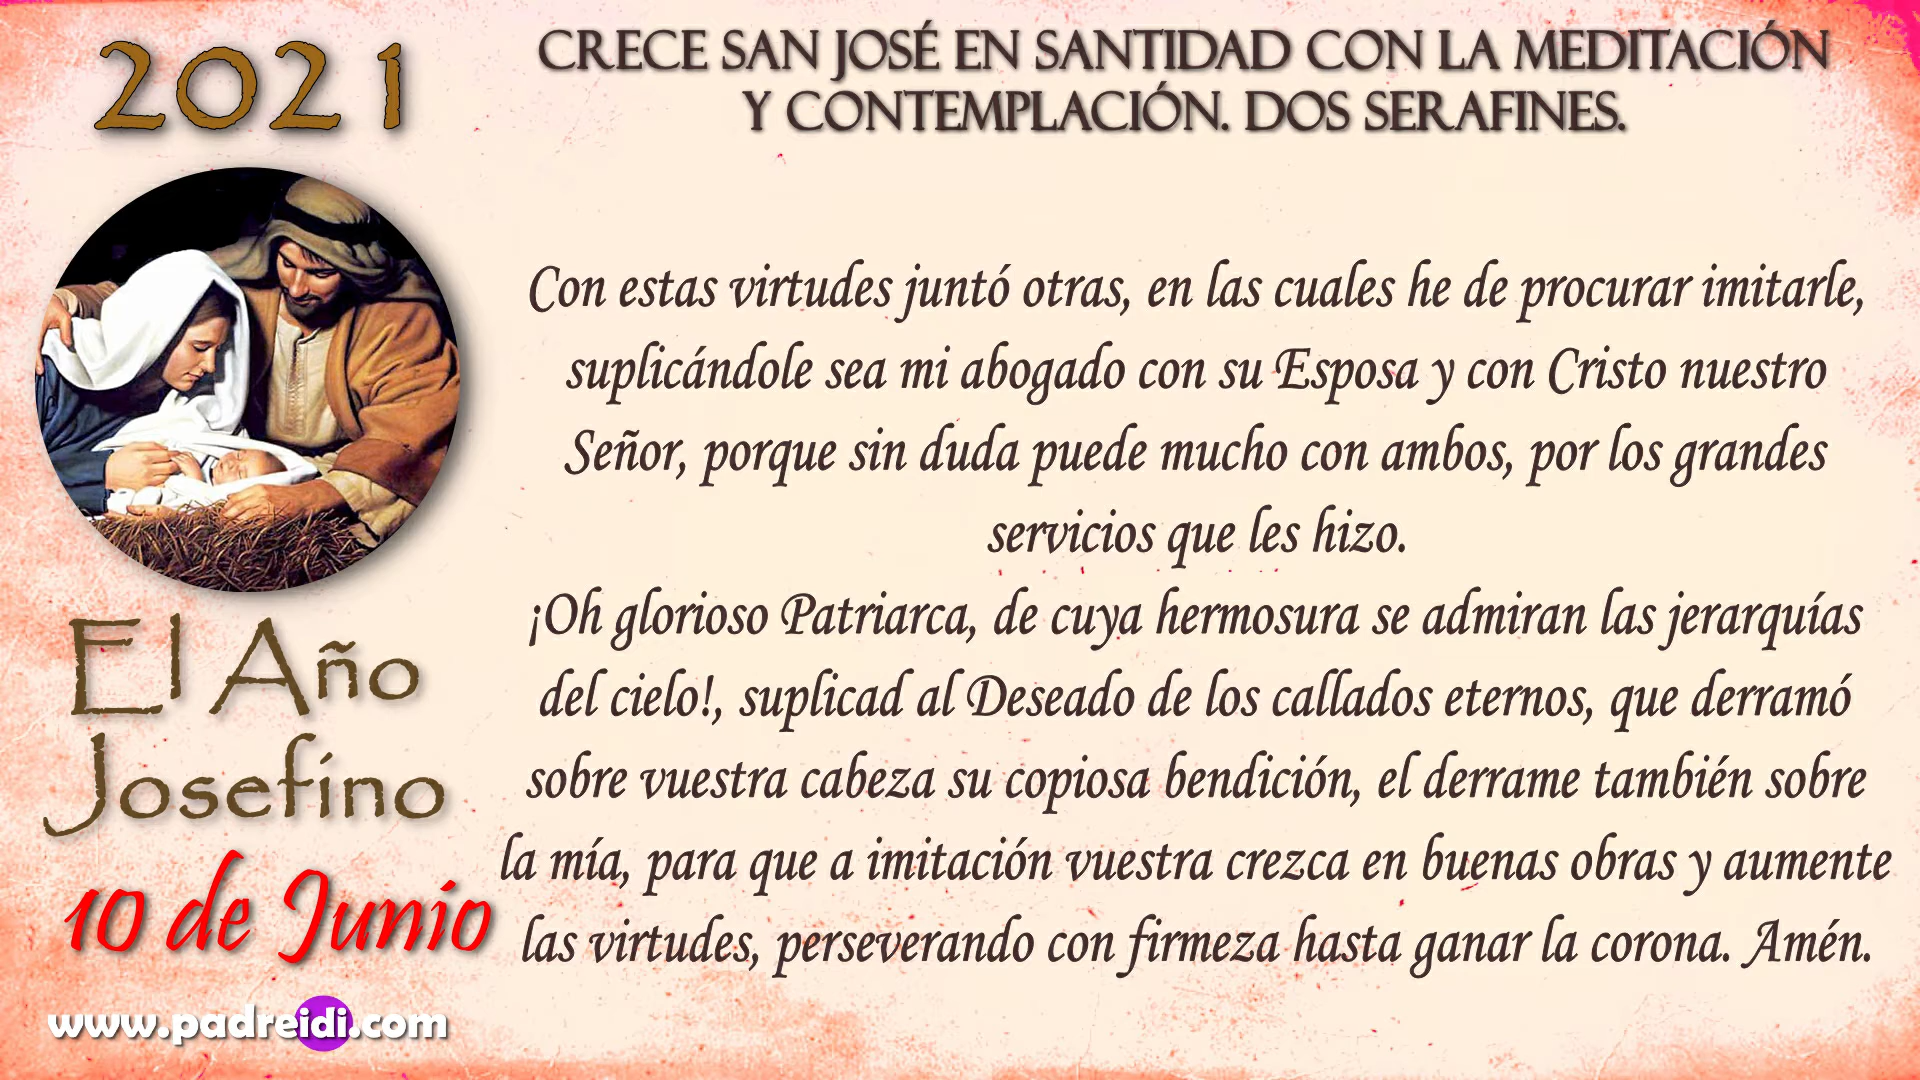 2021
CRECE SAN JOSÉ EN SANTIDAD CON LA MEDITACIÓN
Y CONTEMPLACIÓN. DOS SERAFINES.
Con estas virtudes juntó otras, en las cuales he de procurar imitarle,
suplicándole sea mi abogado con su Esposa y con Cristo nuestro
Señor, porque sin duda puede mucho con ambos, por los grandes
servicios que les hizo.
¡Oh glorioso Patriarca, de cuya hermosura se admiran las jerarquías
del cielo!, suplicad al Deseado de los callados eternos, que derramó
sobre vuestra cabeza su copiosa bendición, el derrame también sobre
la mía, para que a imitación vuestra crezca en buenas obras y aumente
las virtudes, perseverando con firmeza hasta ganar la corona. Amén.
El Año
Josefino
10 de Junio
www.padreidi.com